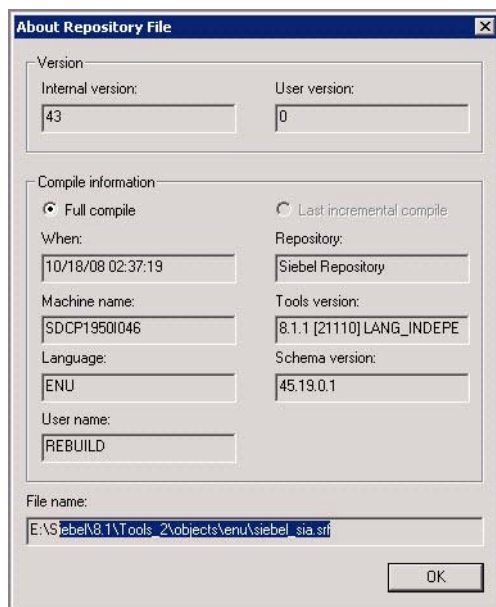 About Repository File
Version
Internal version:
User version:
43
0
Compile information
Full compile
Last incremental compile
When:
Repository:
10/18/08 02:37:19
Siebel Repository
Machine name:
Tools version:
SDCP1950I046
8.1.1 [21110] LANG_INDEPE
Language:
Schema version:
ENU
45.19.0.1
User name:
REBUILD
File name:
E:\Siebel\8.1\Tools_2\objects\enu\siebel_sia.srf
OK